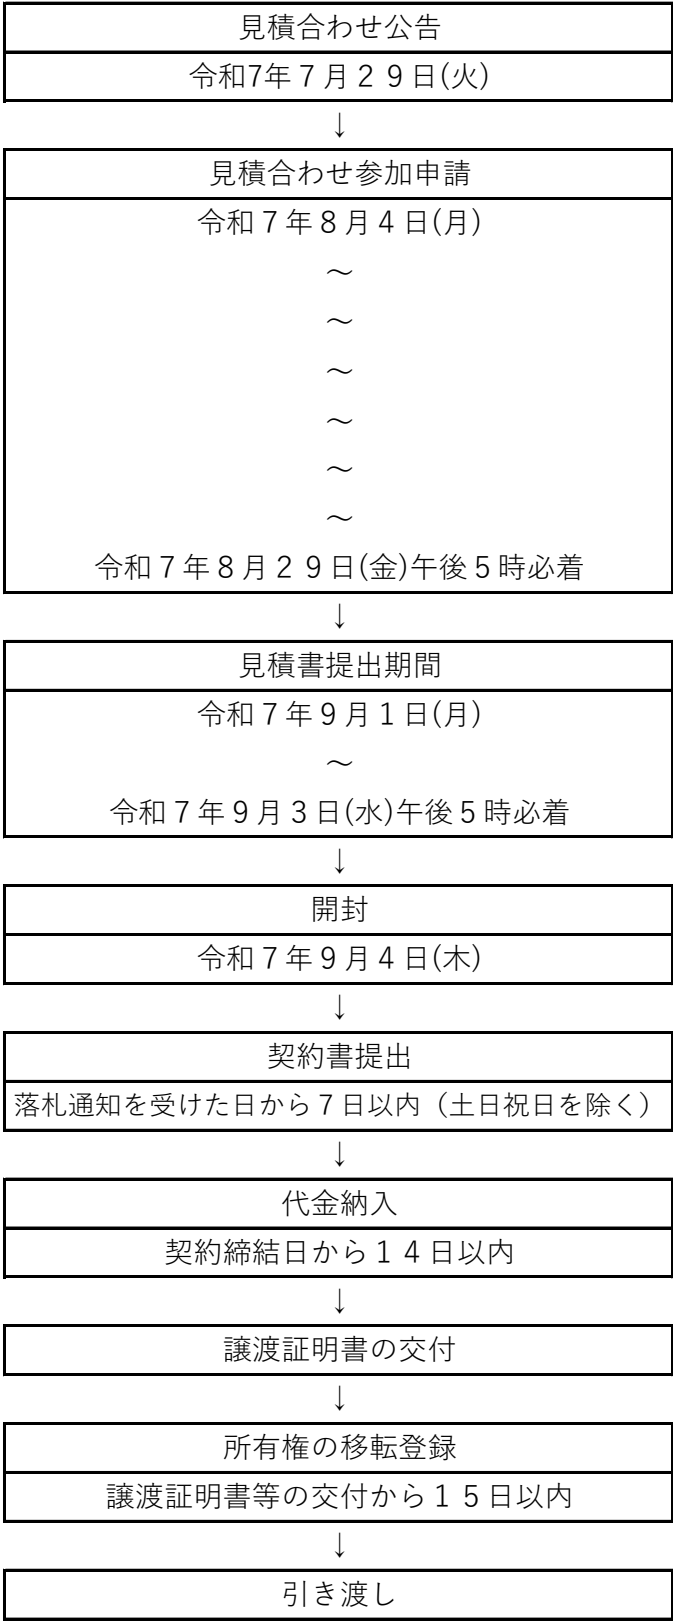 見積合わせ公告
令和7年７月２９日(火)
↓
見積合わせ参加申請
令和７年８月４日(月)
～
～
～
～
～
～
令和７年８月２９日(金)午後５時必着
↓
見積書提出期間
令和７年９月１日(月)
～
令和７年９月３日(水)午後５時必着
↓
開封
令和７年９月４日(木)
↓
契約書提出
落札通知を受けた日から７日以内（土日祝日を除く）
↓
代金納入
契約締結日から１４日以内
↓
譲渡証明書の交付
↓
所有権の移転登録
譲渡証明書等の交付から１５日以内
↓
引き渡し